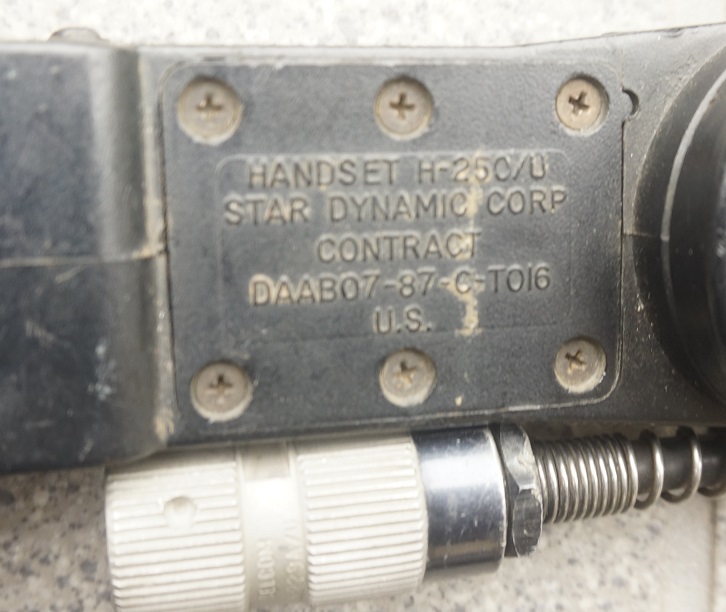 HANDSET H-250/U
STAR DYNAMIC CORP
CONTRACT
DAAB07-87-C-T016
U.S.